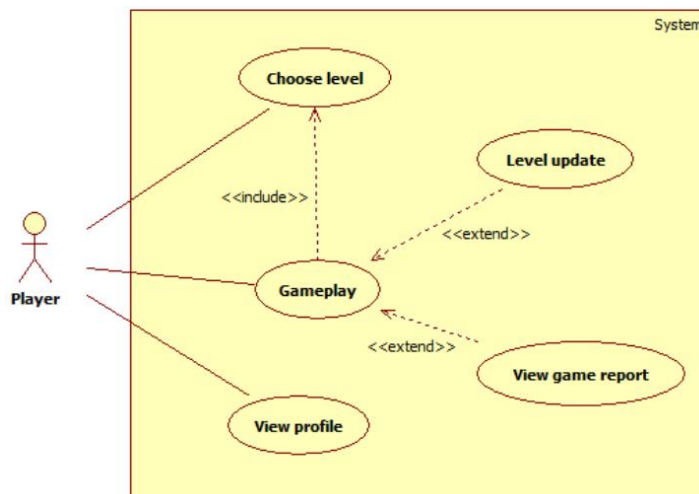 System
Choose level
Level update
<<include>>
<<extend>>
Player
Gameplay
<<extend>>
View game report
View profile